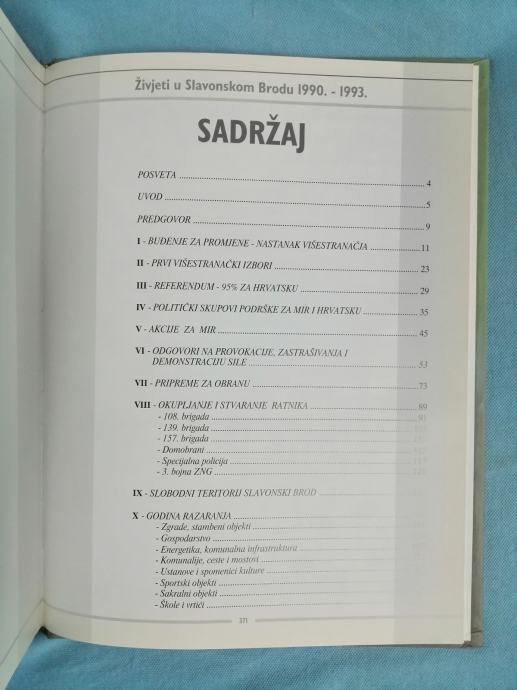 Živjeti u Slavonskom Brodu 1990. - 1993.
SADRŽAJ
POSVETA 4
UVOD 5
PREDGOVOR 9
I - BUĐENJE ZA PROMJENE - NASTANAK VIŠESTRANAČJA 11
II - PRVI VIŠESTRANAČKI IZBORI 23
III - REFERENDUM - 95% ZA HRVATSKU 29
IV - POLITIČKI SKUPOVI PODRŠKE ZA MIR I HRVATSKU 35
V - AKCIJE ZA MIR 45
VI - ODGOVORI NA PROVOKACIJE, ZASTRAŠIVANJA I
DEMONSTRACIJU SILE 53
VII - PRIPREME ZA OBRANU 73
VIII - OKUPLJANJE I STVARANJE RATNIKA 89
- 108. brigada
- 139. brigada
- 157. brigada
- Domobrani
- Specijalna policija
- 3. bojna ZNG
IX - SLOBODNI TERITORIJ SLAVONSKI BROD
X - GODINA RAZARANJA
- Zgrade, stambeni objekti
- Gospodarstvo
- Energetika, komunalna infrastruktura
- Komunalije, ceste i mostovi
- Ustanove i spomenici kulture
- Sportski objekti
- Sakralni objekti
- Škole i vrtići
371